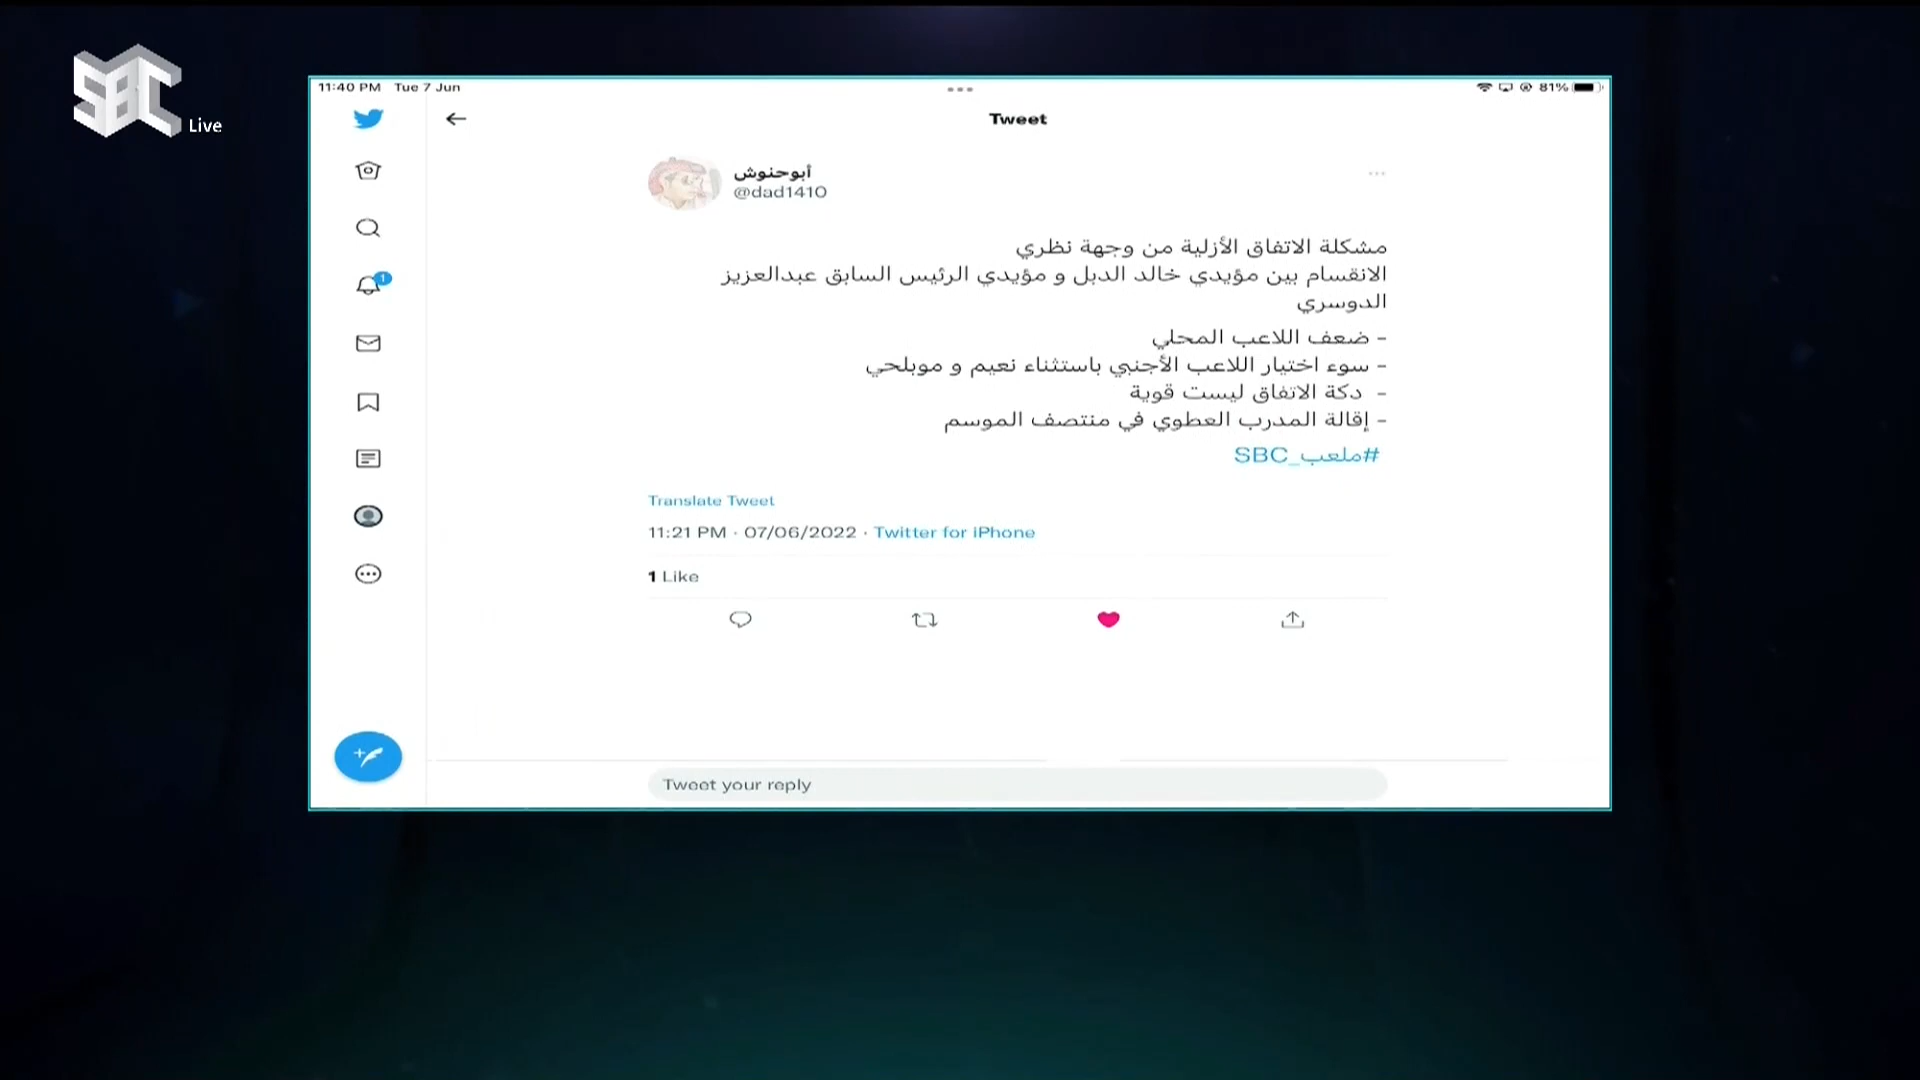 SBC Live
11:40 PM Tue 7 Jun
81%
Tweet
أبوحنوش
@dad1410
مشكلة الاتفاق الأزلية من وجهة نظري
الانقسام بين مؤيدي خالد الدبل و مؤيدي الرئيس السابق عبدالعزيز
الدوسري
- ضعف اللاعب المحلي
- سوء اختيار اللاعب الأجنبي باستثناء نعيم و موبلحي
- دكة الاتفاق ليست قوية
- إقالة المدرب العطوي في منتصف الموسم
#ملعب_SBC
Translate Tweet
11:21 PM · 07/06/2022 · Twitter for iPhone
1 Like
Tweet your reply
1